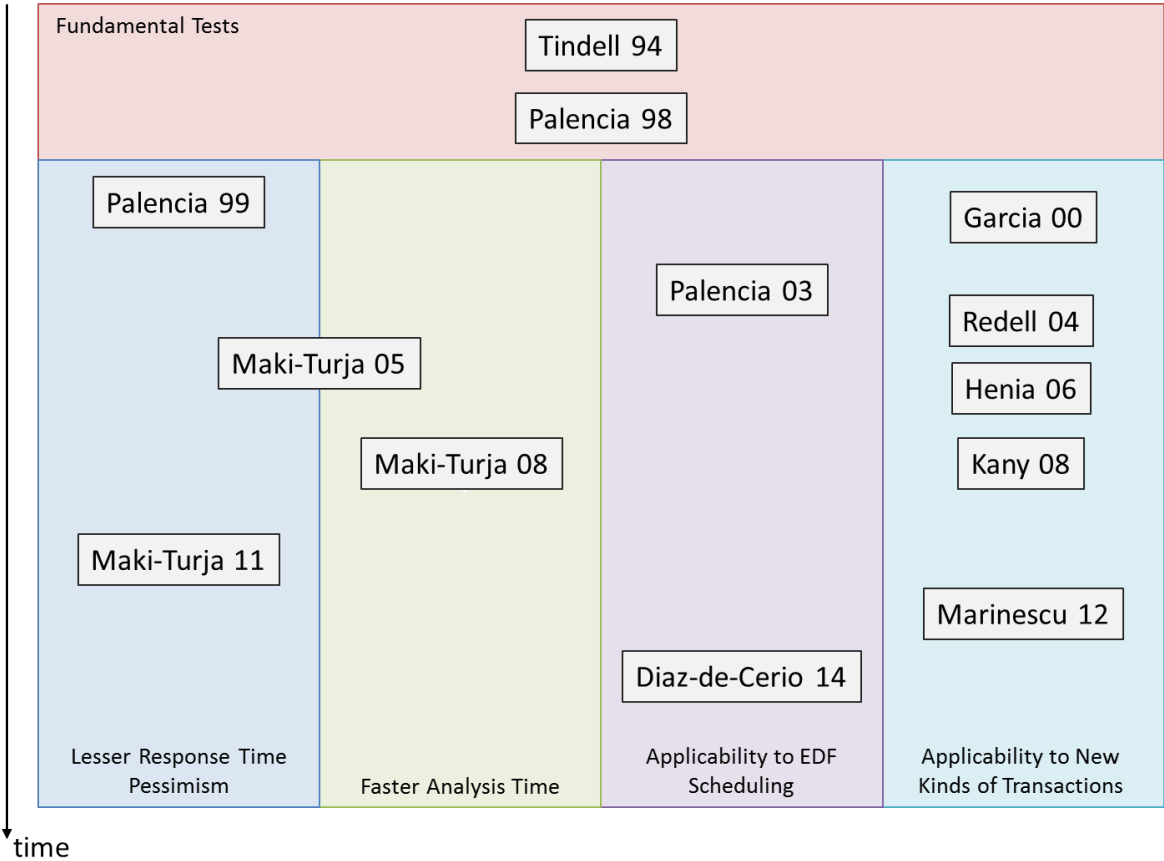 Fundamental Tests
Tindell 94
Palencia 98
Palencia 99
Garcia 00
Palencia 03
Redell 04
Maki-Turja 05
Henia 06
Maki-Turja 08
Kany 08
Maki-Turja 11
Marinescu 12
Diaz-de-Cerio 14
Lesser Response Time
Pessimism
Faster Analysis Time
Applicability to EDF
Scheduling
Applicability to New
Kinds of Transactions
time